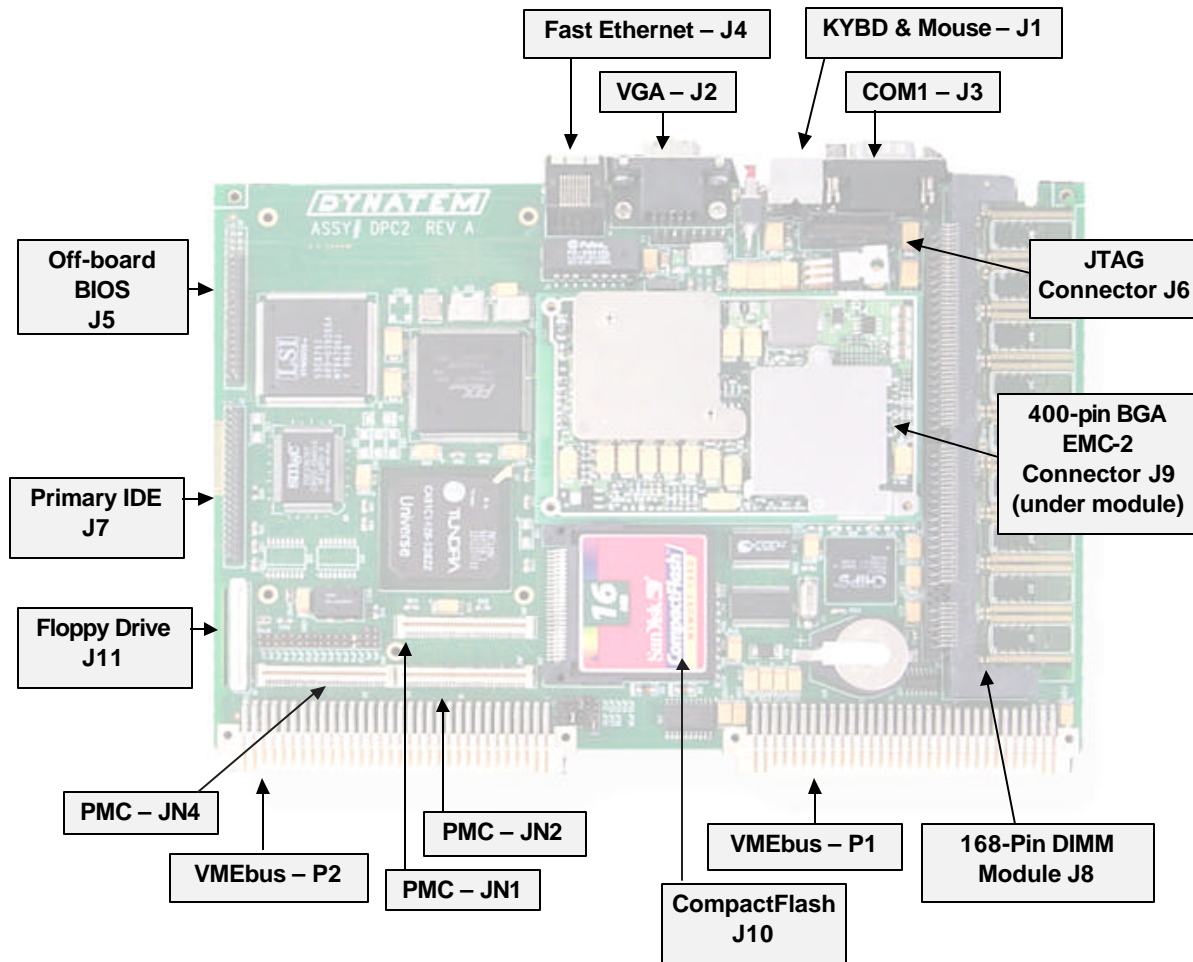 Fast Ethernet – J4
KYBD & Mouse – J1
VGA – J2
COM1 – J3
DYNATEM
ASSY DPC2 REV A
Off-board
BIOS
J5
JTAG
Connector J6
LSI
400-pin BGA
EMC-2
Connector J9
(under module)
Primary IDE
J7
TUNDRA
Universe
CHIPS
16
SanDisk
CompactFlash
Floppy Drive
J11
PMC – JN4
PMC – JN2
VMEbus – P1
168-Pin DIMM
Module J8
VMEbus – P2
PMC – JN1
CompactFlash
J10